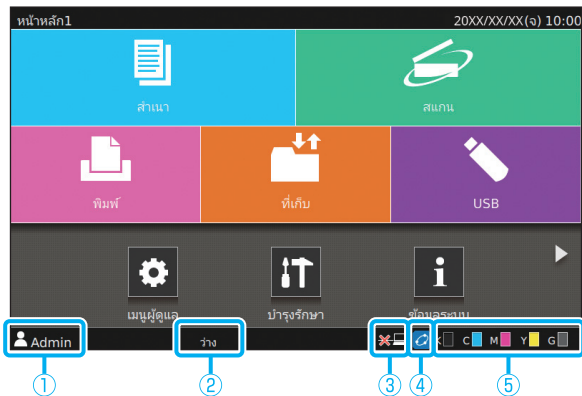 หน้าหลัก1 20XX/XX/XX(จ) 10:00
สำเนา สแกน
พิมพ์ ที่เก็บ USB
เมนูผู้ดูแล บำรุงรักษา ข้อมูลระบบ
Admin ว่าง K C M Y G
① ② ③ ④ ⑤